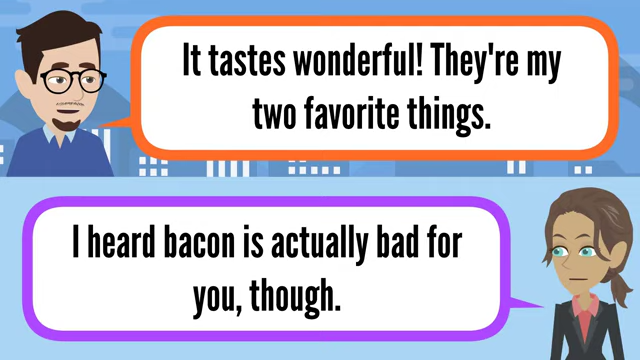 It tastes wonderful! They're my
two favorite things.
I heard bacon is actually bad for
you, though.